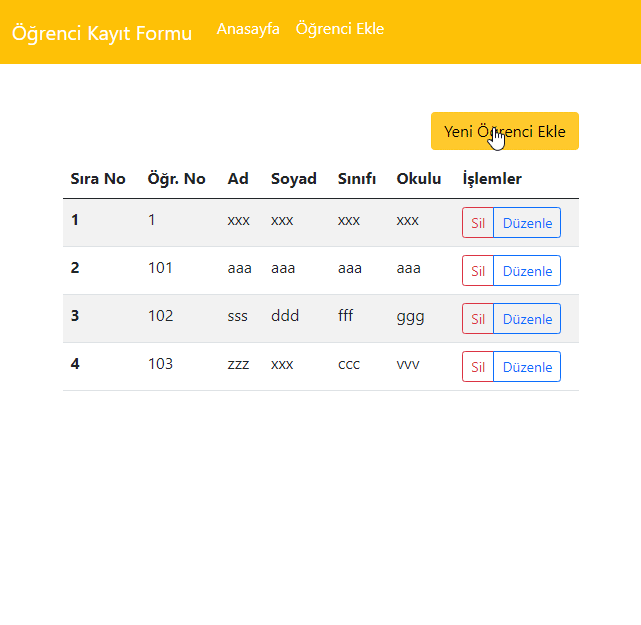 Öğrenci Kayıt Formu Anasayfa Öğrenci Ekle
Yeni Öğrenci Ekle
Sıra No Öğr. No Ad Soyad Sınıfı Okulu İşlemler
1 1 xxx xxx xxx xxx Sil Düzenle
2 101 aaa aaa aaa aaa Sil Düzenle
3 102 sss ddd fff ggg Sil Düzenle
4 103 zzz xxx ccc vvv Sil Düzenle